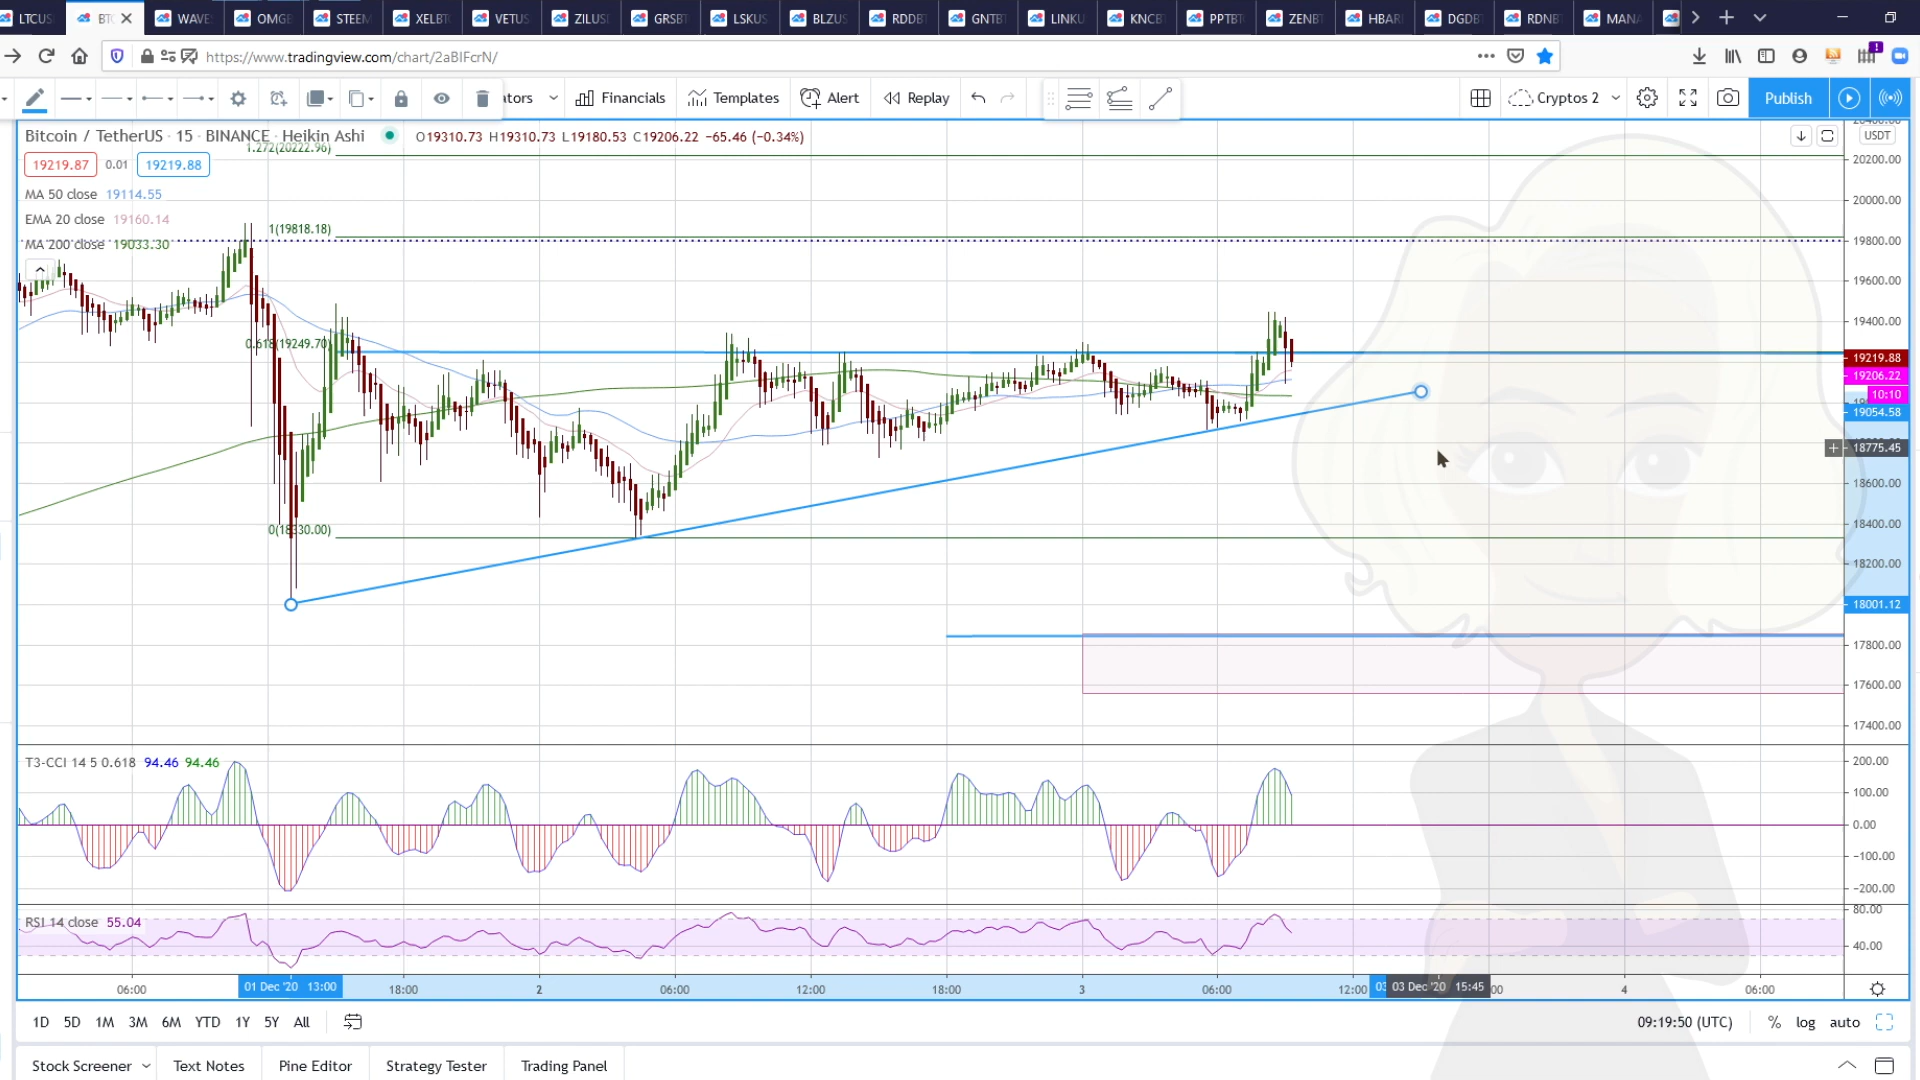 LTCUS BTC WAVE OMGB STEEM XELBT VETUS ZILUS GRSBT LSKUS BLZUS RDDBT GNTBT LINKU KNCBT PPTBT ZENBT HBAR DGDBT RDNBT MANA
https://www.tradingview.com/chart/2aBIFcrN/
1
ators Financials Templates Alert Replay Cryptos 2 Publish
Bitcoin / TetherUS · 15 · BINANCE · Heikin Ashi O19310.73 H19310.73 L19180.53 C19206.22 −65.46 (−0.34%) USDT
1.272(20222.96)
19219.87 0.01 19219.88
20200.00
MA 50 close 19114.55
20000.00
EMA 20 close 19160.14
1(19818.18)
MA 200 close 19033.30
19800.00
19600.00
19400.00
0.618(19249.70)
19219.88
19206.22
10:10
19054.58
18775.45
18600.00
18400.00
0(18330.00)
18200.00
18001.12
17800.00
17600.00
17400.00
T3-CCI 14 5 0.618 94.46 94.46
200.00
100.00
0.00
−100.00
−200.00
80.00
RSI 14 close 55.04
40.00
06:00 01 Dec '20 13:00 18:00 2 06:00 12:00 18:00 3 06:00 12:00 03 03 Dec '20 15:45 :00 4 06:00
1D 5D 1M 3M 6M YTD 1Y 5Y All 09:19:50 (UTC) % log auto
Stock Screener Text Notes Pine Editor Strategy Tester Trading Panel